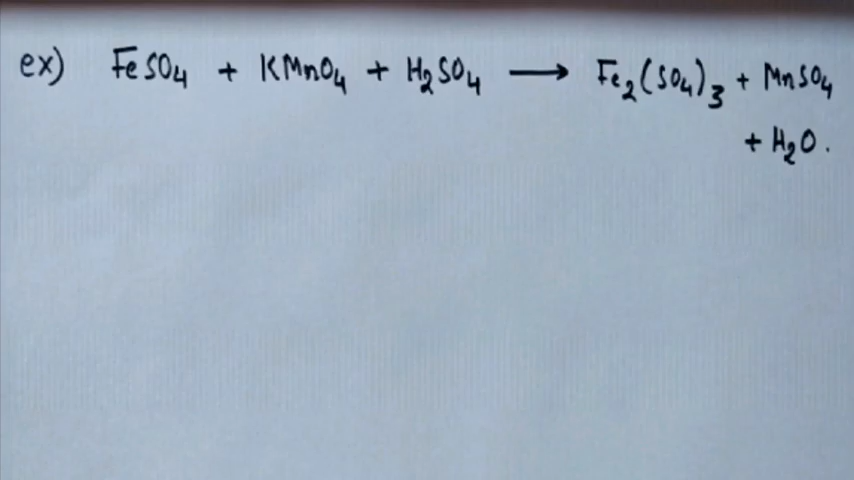 ex) FeSO₄ + KMnO₄ + H₂SO₄ ⟶ Fe₂(SO₄)₃ + MnSO₄
+ H₂O.